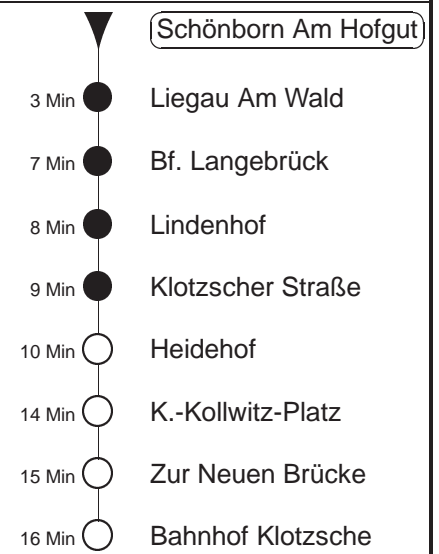 Schönborn Am Hofgut
3 Min Liegau Am Wald
7 Min Bf. Langebrück
8 Min Lindenhof
9 Min Klotzscher Straße
10 Min Heidehof
14 Min K.-Kollwitz-Platz
15 Min Zur Neuen Brücke
16 Min Bahnhof Klotzsche